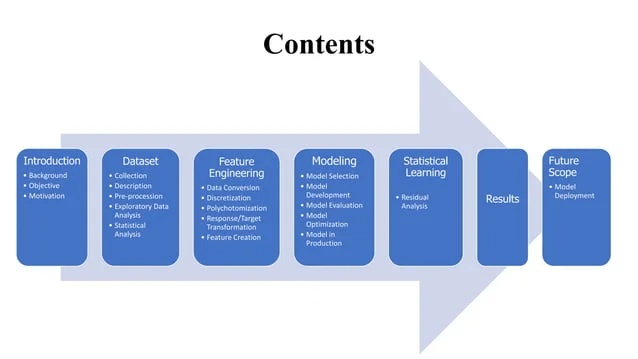 Contents
Introduction
• Background
• Objective
• Motivation
Dataset
• Collection
• Description
• Pre-procession
• Exploratory Data
Analysis
• Statistical
Analysis
Feature
Engineering
• Data Conversion
• Discretization
• Polychotomization
• Response/Target
Transformation
• Feature Creation
Modeling
• Model Selection
• Model
Development
• Model Evaluation
• Model
Optimization
• Model in
Production
Statistical
Learning
• Residual
Analysis
Results
Future
Scope
• Model
Deployment